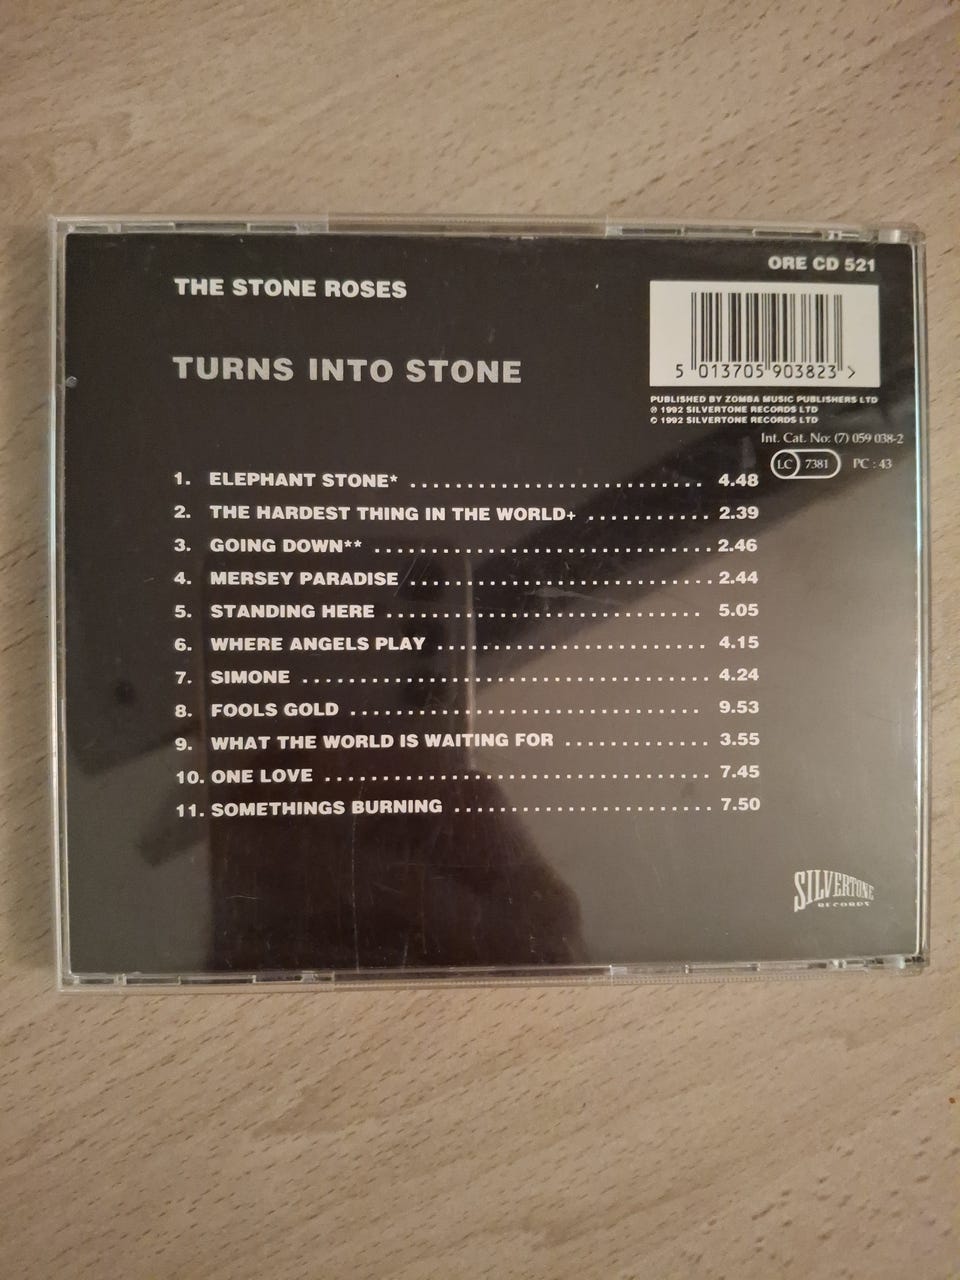 ORE CD 521
THE STONE ROSES
TURNS INTO STONE
5 013705 903823 >
PUBLISHED BY ZOMBA MUSIC PUBLISHERS LTD
℗ 1992 SILVERTONE RECORDS LTD
© 1992 SILVERTONE RECORDS LTD
Int. Cat. No: (7) 059 038-2
LC 7381 PC : 43
1. ELEPHANT STONE* .......................... 4.48
2. THE HARDEST THING IN THE WORLD+ ........... 2.39
3. GOING DOWN** .............................. 2.46
4. MERSEY PARADISE .......................... 2.44
5. STANDING HERE ............................ 5.05
6. WHERE ANGELS PLAY ........................ 4.15
7. SIMONE ................................... 4.24
8. FOOLS GOLD ............................... 9.53
9. WHAT THE WORLD IS WAITING FOR ............. 3.55
10. ONE LOVE ................................. 7.45
11. SOMETHINGS BURNING ....................... 7.50
SILVERTONE
RECORDS